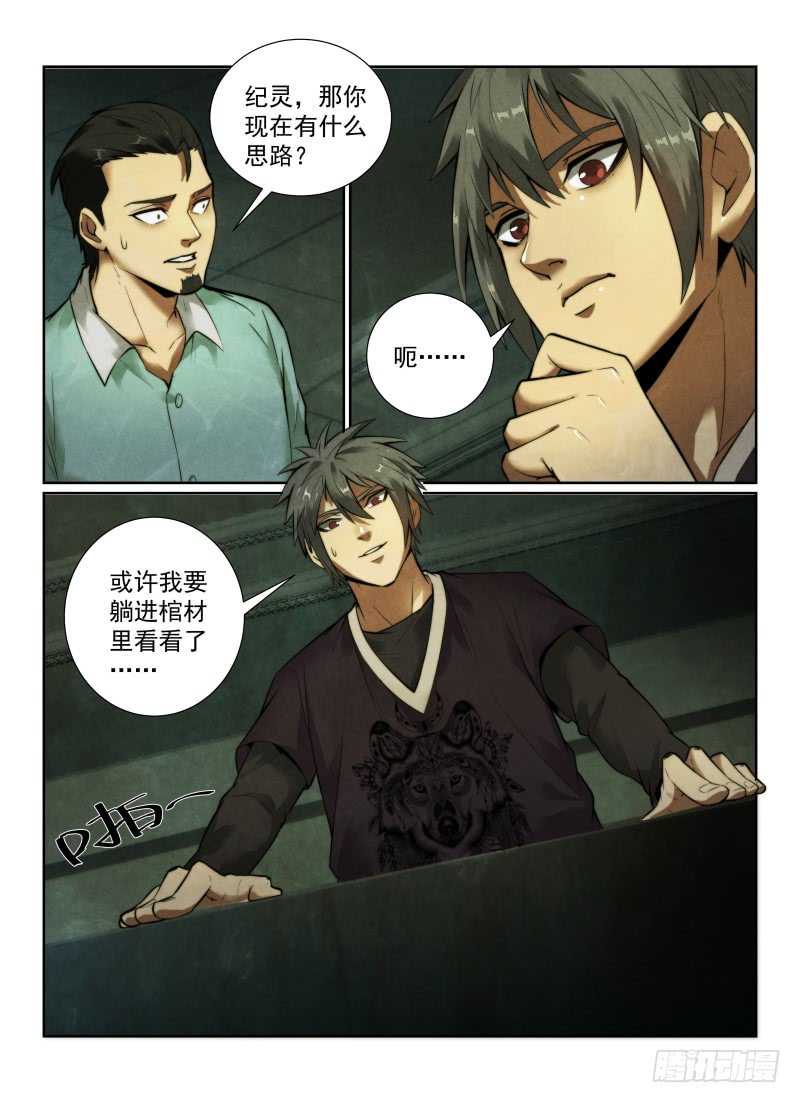 纪灵，那你
现在有什么
思路？
呃……
或许我要
躺进棺材
里看看了
……
啪—
腾讯动漫